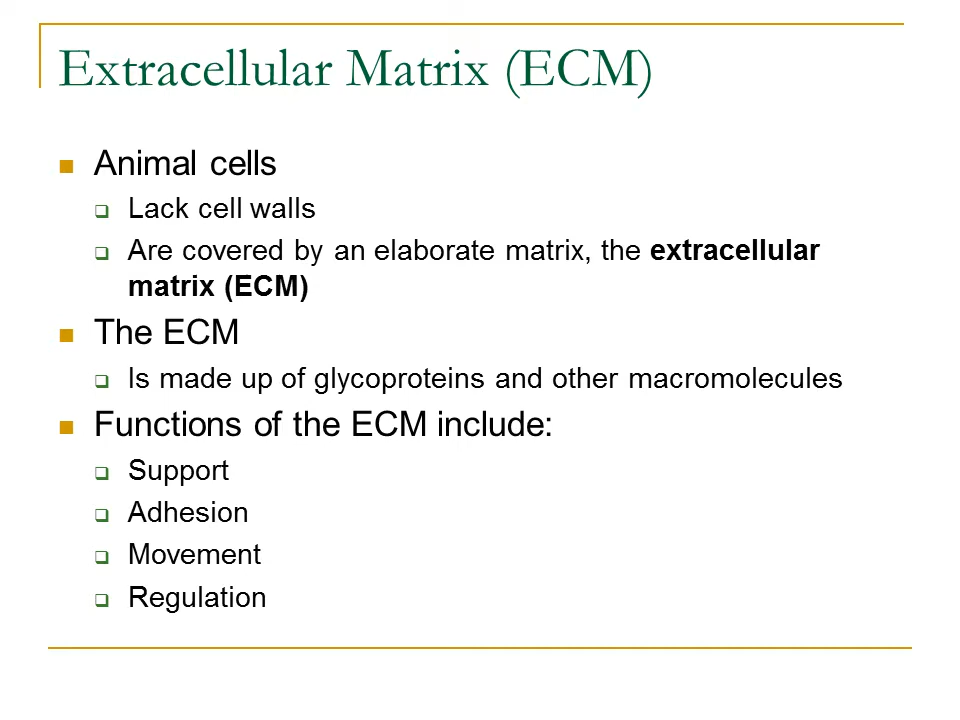 Extracellular Matrix (ECM)
Animal cells
Lack cell walls
Are covered by an elaborate matrix, the extracellular
matrix (ECM)
The ECM
Is made up of glycoproteins and other macromolecules
Functions of the ECM include:
Support
Adhesion
Movement
Regulation